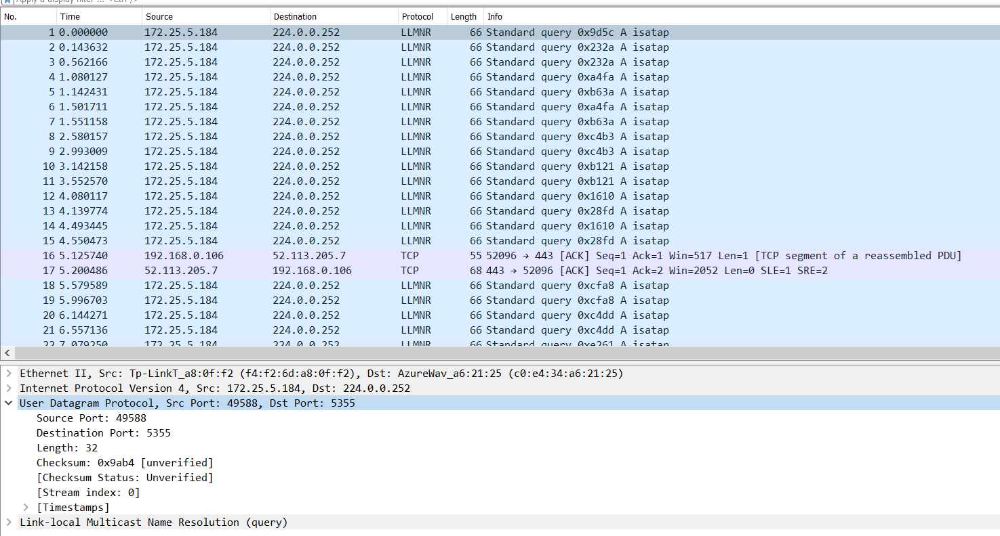 Apply a display filter ... <Ctrl-/>
No. Time Source Destination Protocol Length Info
1 0.000000 172.25.5.184 224.0.0.252 LLMNR 66 Standard query 0x9d5c A isatap
2 0.143632 172.25.5.184 224.0.0.252 LLMNR 66 Standard query 0x232a A isatap
3 0.562166 172.25.5.184 224.0.0.252 LLMNR 66 Standard query 0x232a A isatap
4 1.080127 172.25.5.184 224.0.0.252 LLMNR 66 Standard query 0xa4fa A isatap
5 1.142431 172.25.5.184 224.0.0.252 LLMNR 66 Standard query 0xb63a A isatap
6 1.501711 172.25.5.184 224.0.0.252 LLMNR 66 Standard query 0xa4fa A isatap
7 1.551158 172.25.5.184 224.0.0.252 LLMNR 66 Standard query 0xb63a A isatap
8 2.580157 172.25.5.184 224.0.0.252 LLMNR 66 Standard query 0xc4b3 A isatap
9 2.993009 172.25.5.184 224.0.0.252 LLMNR 66 Standard query 0xc4b3 A isatap
10 3.142158 172.25.5.184 224.0.0.252 LLMNR 66 Standard query 0xb121 A isatap
11 3.552570 172.25.5.184 224.0.0.252 LLMNR 66 Standard query 0xb121 A isatap
12 4.080117 172.25.5.184 224.0.0.252 LLMNR 66 Standard query 0x1610 A isatap
13 4.139774 172.25.5.184 224.0.0.252 LLMNR 66 Standard query 0x28fd A isatap
14 4.493445 172.25.5.184 224.0.0.252 LLMNR 66 Standard query 0x1610 A isatap
15 4.550473 172.25.5.184 224.0.0.252 LLMNR 66 Standard query 0x28fd A isatap
16 5.125740 192.168.0.106 52.113.205.7 TCP 55 52096 → 443 [ACK] Seq=1 Ack=1 Win=517 Len=1 [TCP segment of a reassembled PDU]
17 5.200486 52.113.205.7 192.168.0.106 TCP 68 443 → 52096 [ACK] Seq=1 Ack=2 Win=2052 Len=0 SLE=1 SRE=2
18 5.579589 172.25.5.184 224.0.0.252 LLMNR 66 Standard query 0xcfa8 A isatap
19 5.996703 172.25.5.184 224.0.0.252 LLMNR 66 Standard query 0xcfa8 A isatap
20 6.144271 172.25.5.184 224.0.0.252 LLMNR 66 Standard query 0xc4dd A isatap
21 6.557136 172.25.5.184 224.0.0.252 LLMNR 66 Standard query 0xc4dd A isatap
22 7.079250 172.25.5.184 224.0.0.252 LLMNR 66 Standard query 0xe261 A isatap
Ethernet II, Src: Tp-LinkT_a8:0f:f2 (f4:f2:6d:a8:0f:f2), Dst: AzureWav_a6:21:25 (c0:e4:34:a6:21:25)
Internet Protocol Version 4, Src: 172.25.5.184, Dst: 224.0.0.252
User Datagram Protocol, Src Port: 49588, Dst Port: 5355
Source Port: 49588
Destination Port: 5355
Length: 32
Checksum: 0x9ab4 [unverified]
[Checksum Status: Unverified]
[Stream index: 0]
[Timestamps]
Link-local Multicast Name Resolution (query)